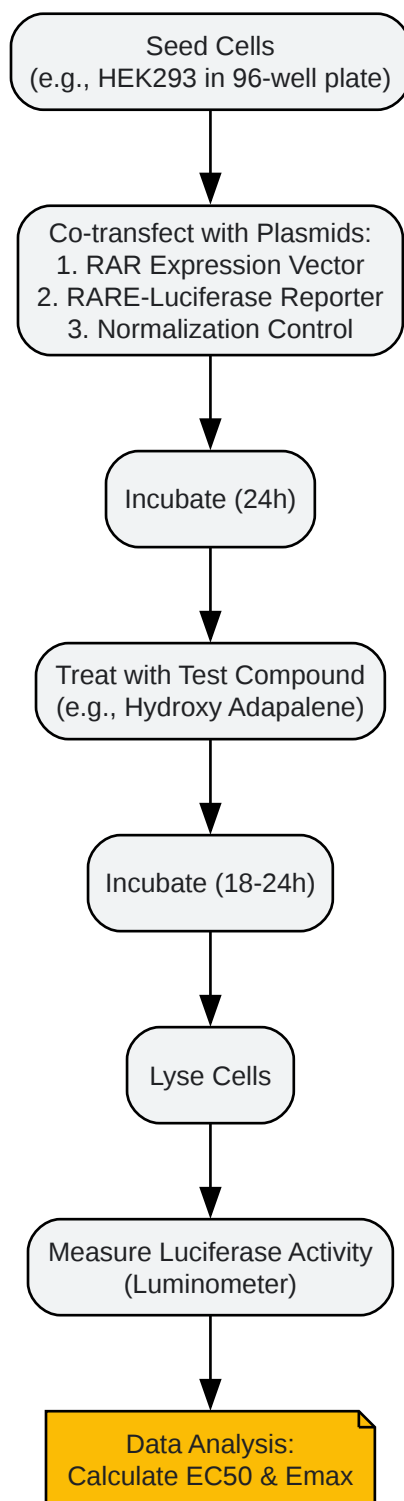 Seed Cells
(e.g., HEK293 in 96-well plate)
Co-transfect with Plasmids:
1. RAR Expression Vector
2. RARE-Luciferase Reporter
3. Normalization Control
Incubate (24h)
Treat with Test Compound
(e.g., Hydroxy Adapalene)
Incubate (18-24h)
Lyse Cells
Measure Luciferase Activity
(Luminometer)
Data Analysis:
Calculate EC50 & Emax